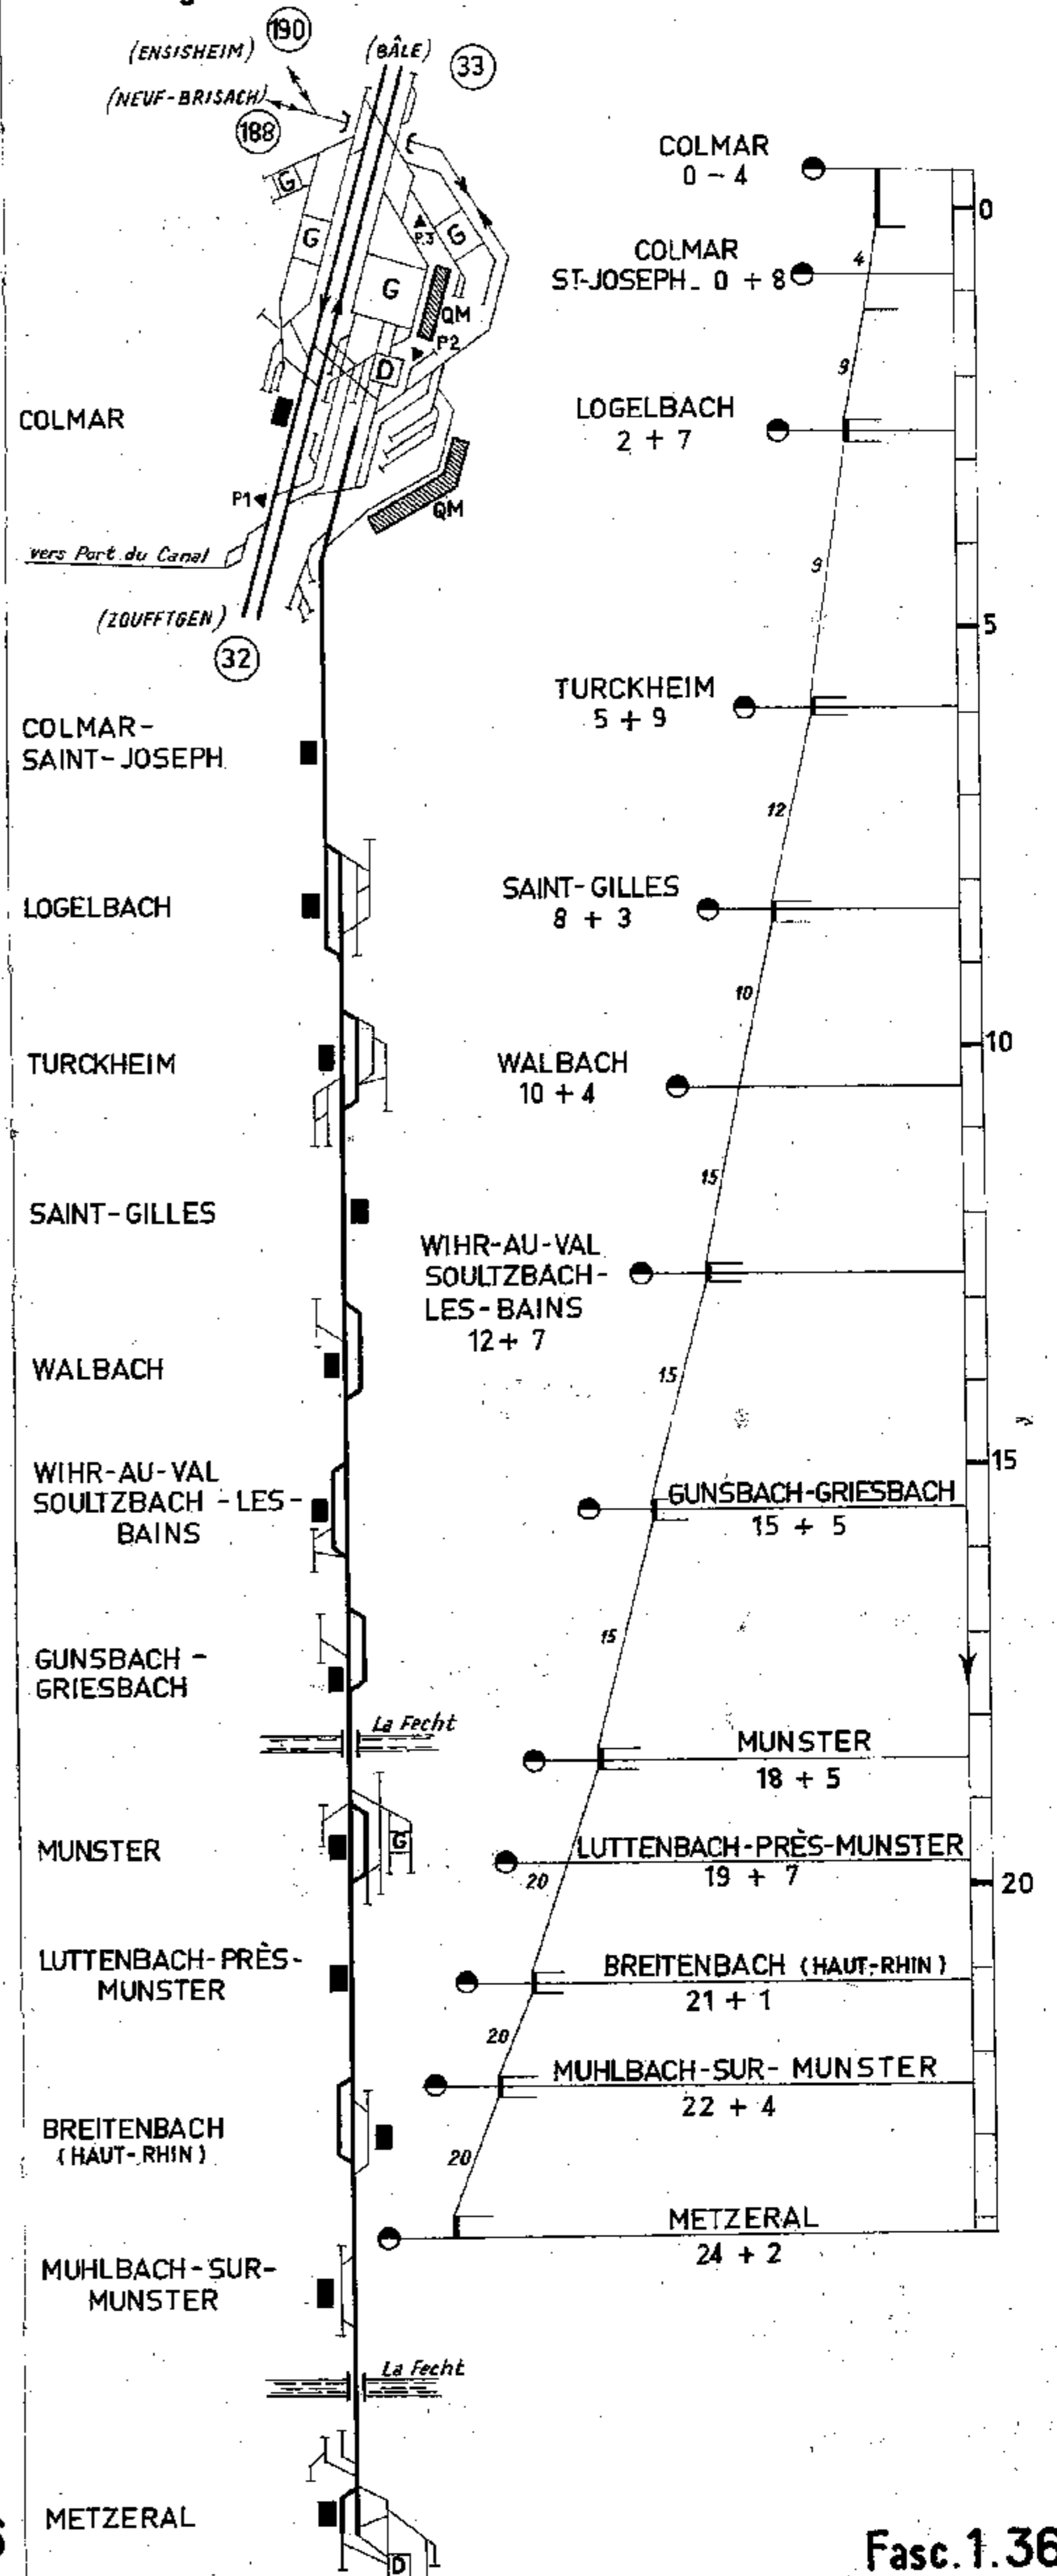 190
(ENSISHEIM)
(BÂLE)
33
(NEUF-BRISACH)
188
G
G
P.3
G
G
QM
P2
D
COLMAR
P1
QM
vers Port du Canal
(ZOUFFTGEN)
32
COLMAR-
SAINT-JOSEPH
LOGELBACH
TURCKHEIM
SAINT-GILLES
WALBACH
WIHR-AU-VAL
SOULTZBACH-LES-
BAINS
GUNSBACH-
GRIESBACH
La Fecht
MUNSTER
G
LUTTENBACH-PRÈS-
MUNSTER
BREITENBACH
(HAUT-RHIN)
MUHLBACH-SUR-
MUNSTER
La Fecht
METZERAL
D
COLMAR
0 - 4
0
4
COLMAR
ST-JOSEPH_ 0 + 8
9
LOGELBACH
2 + 7
9
5
TURCKHEIM
5 + 9
12
SAINT-GILLES
8 + 3
10
10
WALBACH
10 + 4
15
WIHR-AU-VAL
SOULTZBACH-
LES-BAINS
12+ 7
15
15
GUNSBACH-GRIESBACH
15 + 5
15
MUNSTER
18 + 5
LUTTENBACH-PRÈS-MUNSTER
19 + 7
20
20
BREITENBACH (HAUT-RHIN)
21 + 1
20
MUHLBACH-SUR- MUNSTER
22 + 4
20
METZERAL
24 + 2
Fasc.1.36